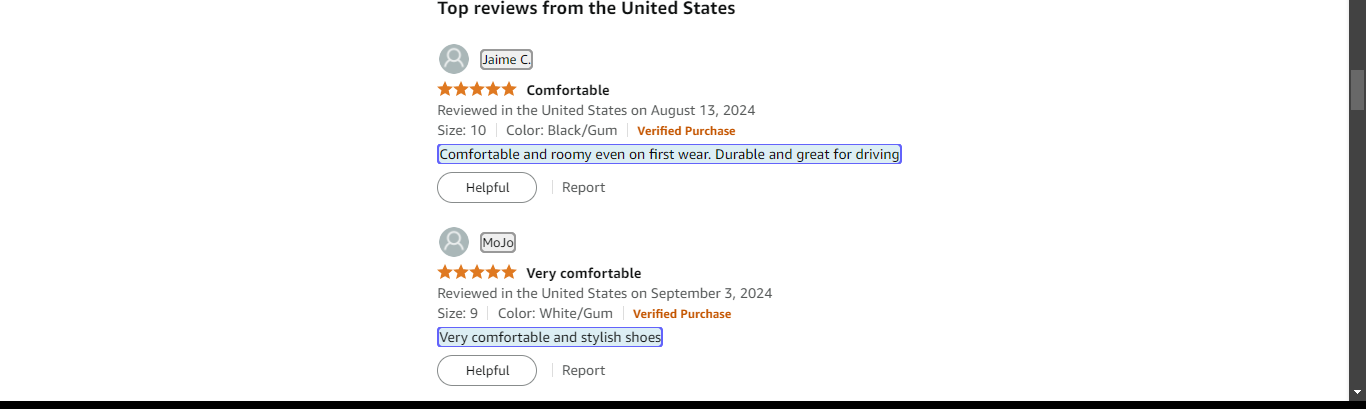 Top reviews from the United States
Jaime C.
Comfortable
Reviewed in the United States on August 13, 2024
Size: 10 Color: Black/Gum Verified Purchase
Comfortable and roomy even on first wear. Durable and great for driving
Helpful Report
MoJo
Very comfortable
Reviewed in the United States on September 3, 2024
Size: 9 Color: White/Gum Verified Purchase
Very comfortable and stylish shoes
Helpful Report